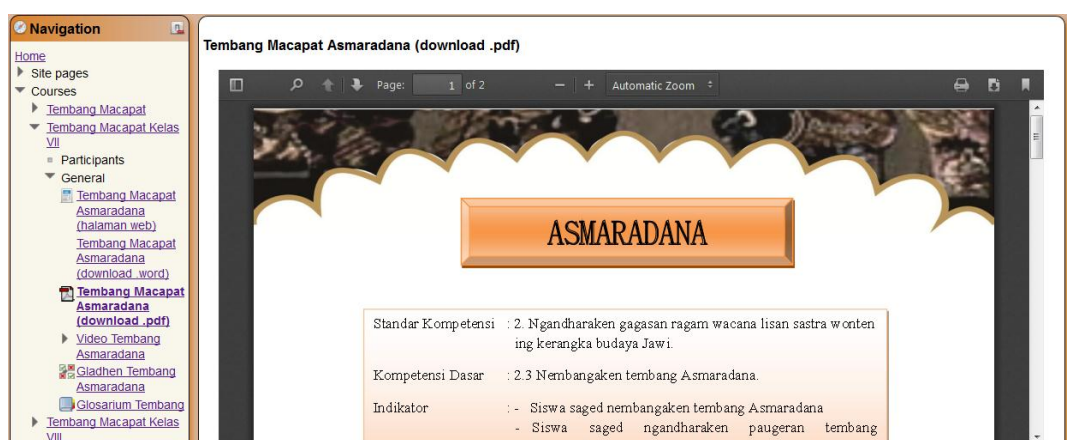 Navigation
Home
Site pages
Courses
Tembang Macapat
Tembang Macapat Kelas
VII
Participants
General
Tembang Macapat
Asmaradana
(halaman web)
Tembang Macapat
Asmaradana
(download .word)
Tembang Macapat
Asmaradana
(download .pdf)
Video Tembang
Asmaradana
Gladhen Tembang
Asmaradana
Glosarium Tembang
Tembang Macapat Kelas
VIII
Tembang Macapat Asmaradana (download .pdf)
Page: 1 of 2
Automatic Zoom
ASMARADANA
Standar Kompetensi : 2. Ngandharaken gagasan ragam wacana lisan sastra wonten
ing kerangka budaya Jawi.
Kompetensi Dasar : 2.3 Nembangaken tembang Asmaradana.
Indikator : - Siswa saged nembangaken tembang Asmaradana
- Siswa saged ngandharaken paugeran tembang